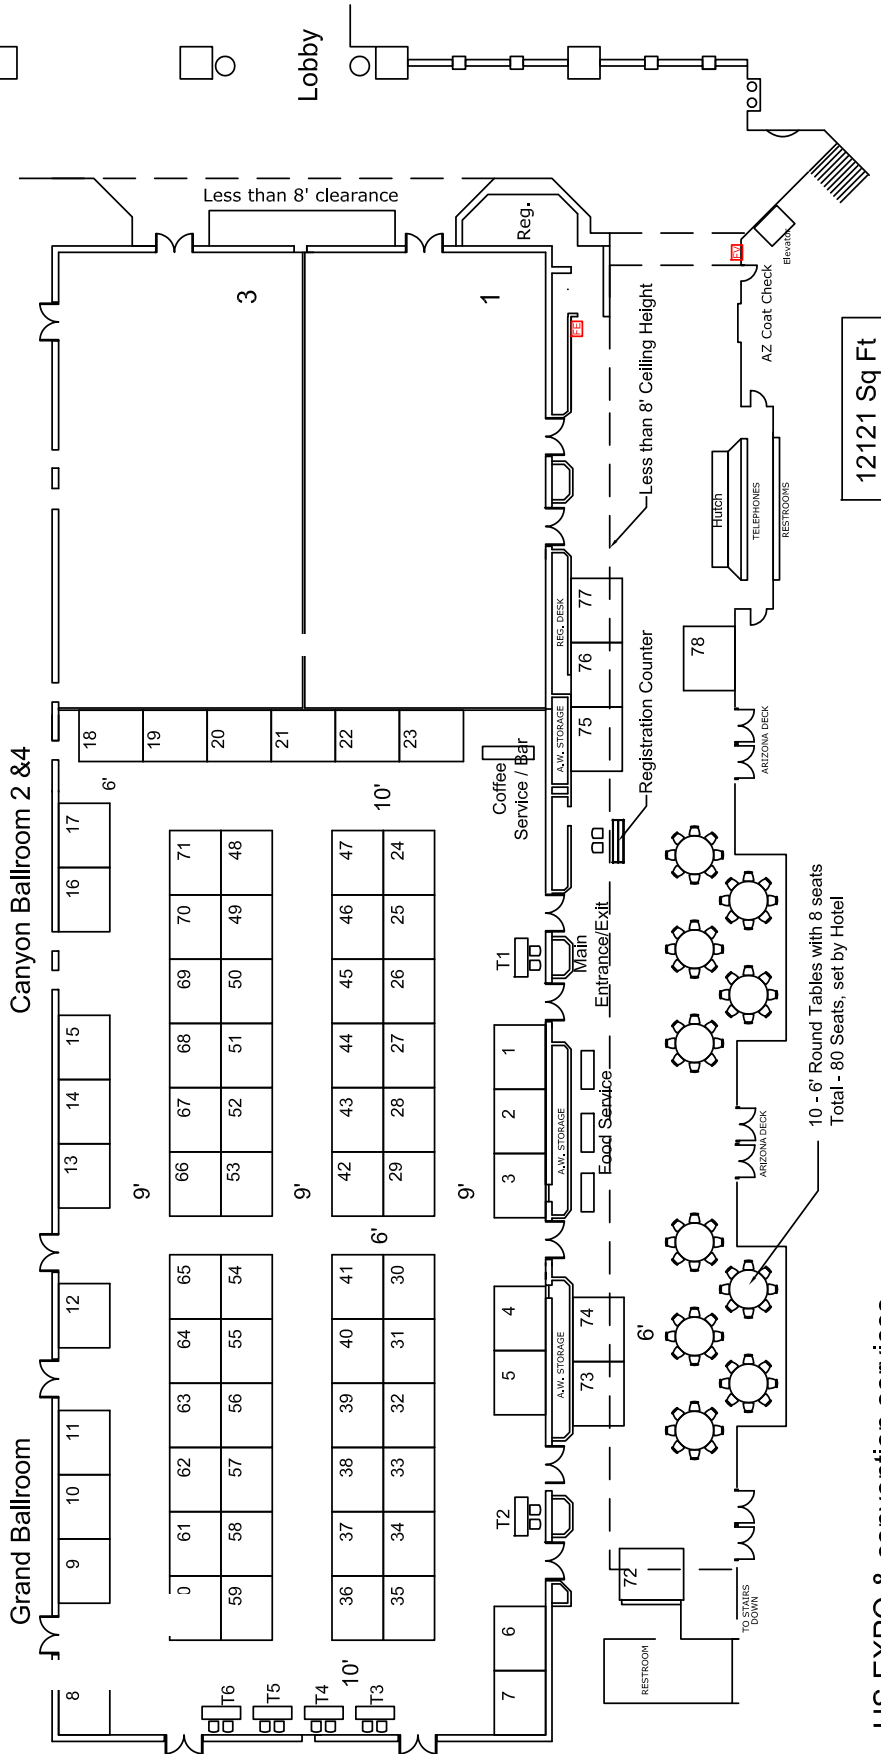 Lobby
Less than 8' clearance
Reg.
3
1
FE
EV
Elevator
AZ Coat Check
Less than 8' Ceiling Height
12121 Sq Ft
Hutch
TELEPHONES
RESTROOMS
REG. DESK
A.W. STORAGE
77
76
75
78
Registration Counter
ARIZONA DECK
Canyon Ballroom 2 &4
18
19
20
21
22
23
6'
10'
Coffee
Service / Bar
17
16
15
14
13
12
11
10
9
8
71
70
69
68
67
66
48
49
50
51
52
53
47
46
45
44
43
42
24
25
26
27
28
29
T1
Main
Entrance/Exit
1
2
3
A.W. STORAGE
Food Service
9'
9'
9'
6'
ARIZONA DECK
10 - 6' Round Tables with 8 seats
Total - 80 Seats, set by Hotel
65
64
63
62
61
54
55
56
57
58
59
41
40
39
38
37
36
30
31
32
33
34
35
4
5
A.W. STORAGE
74
73
6'
Grand Ballroom
T2
6
7
72
10'
T6
T5
T4
T3
RESTROOM
TO STAIRS
DOWN